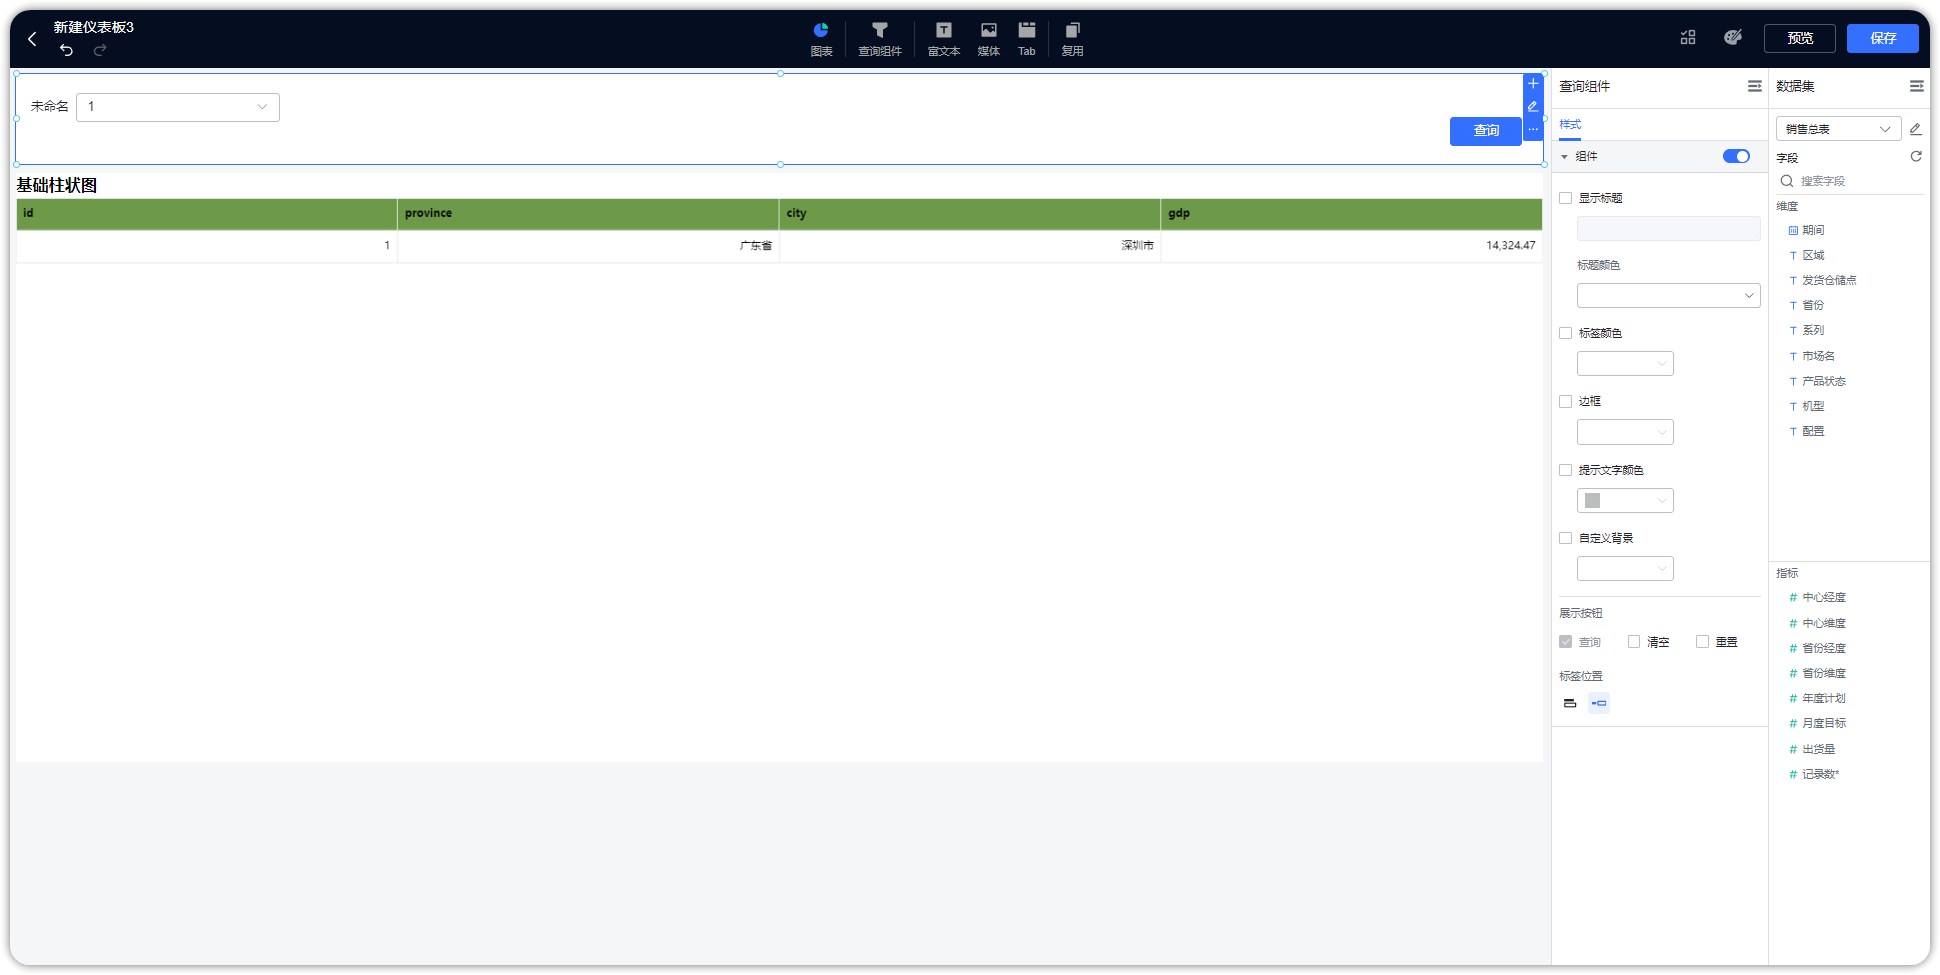 新建仪表板3
图表
查询组件
富文本
媒体
Tab
复用
预览
保存
未命名
1
查询
基础柱状图
id province city gdp
1 广东省 深圳市 14,324.47
查询组件
样式
组件
显示标题
标题颜色
标签颜色
边框
提示文字颜色
自定义背景
展示按钮
查询 清空 重置
标签位置
数据集
销售总表
字段
搜索字段
维度
期间
T 区域
T 发货仓储点
T 省份
T 系列
T 市场名
T 产品状态
T 机型
T 配置
指标
# 中心经度
# 中心维度
# 省份经度
# 省份维度
# 年度计划
# 月度目标
# 出货量
# 记录数*